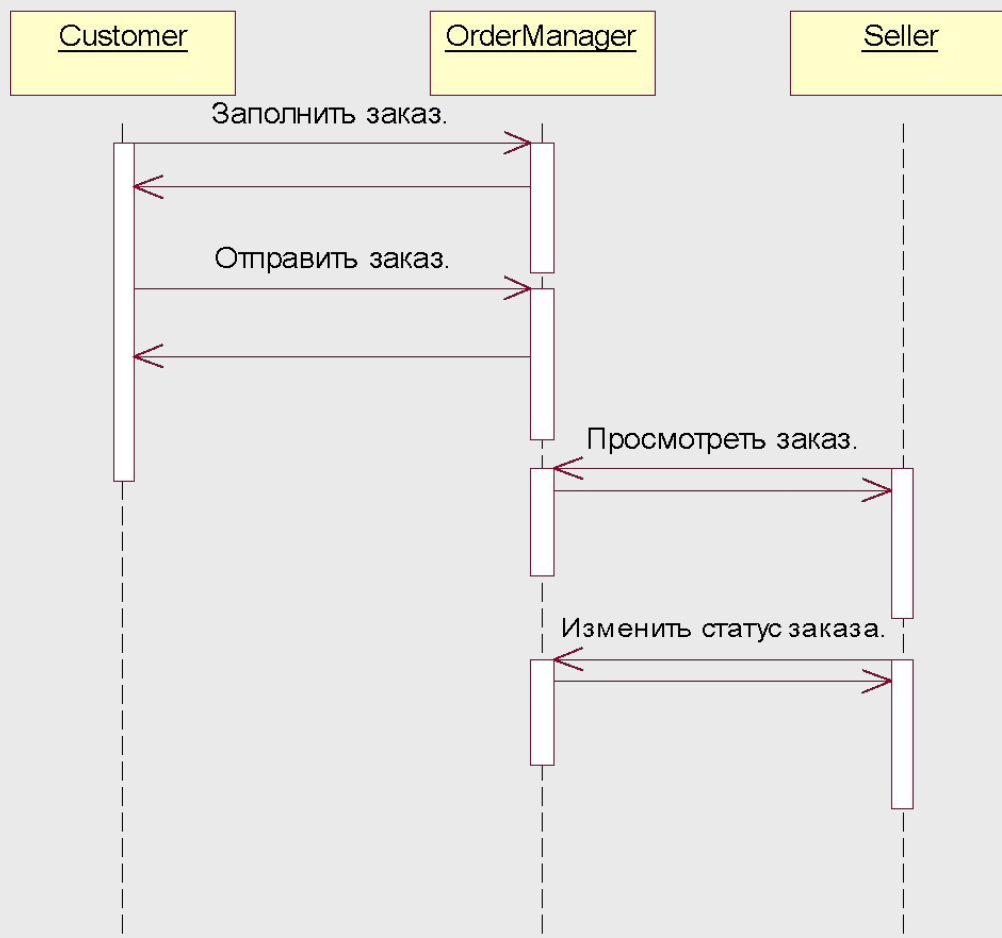 Customer
OrderManager
Seller
Заполнить заказ.
Отправить заказ.
Просмотреть заказ.
Изменить статус заказа.